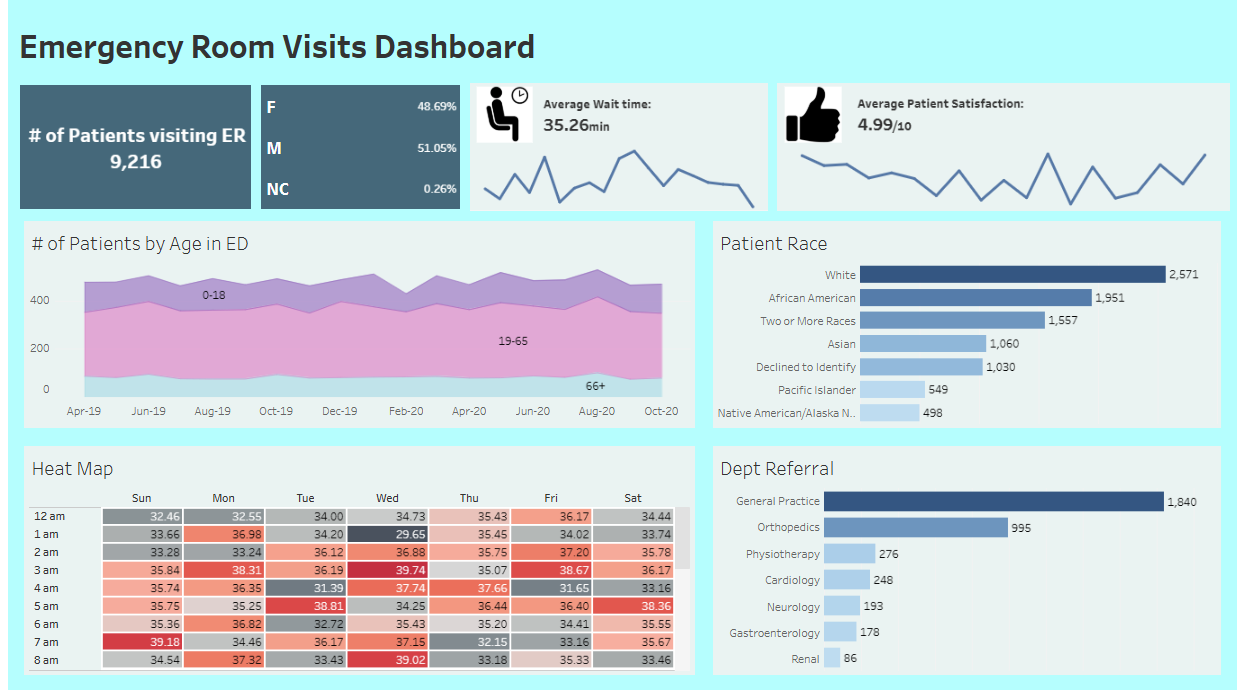 Emergency Room Visits Dashboard
# of Patients visiting ER
9,216
F 48.69%
M 51.05%
NC 0.26%
Average Wait time:
35.26min
Average Patient Satisfaction:
4.99/10
# of Patients by Age in ED
400
200
0
0-18
19-65
66+
Apr-19 Jun-19 Aug-19 Oct-19 Dec-19 Feb-20 Apr-20 Jun-20 Aug-20 Oct-20
Patient Race
White 2,571
African American 1,951
Two or More Races 1,557
Asian 1,060
Declined to Identify 1,030
Pacific Islander 549
Native American/Alaska N.. 498
Heat Map
Sun Mon Tue Wed Thu Fri Sat
12 am 32.46 32.55 34.00 34.73 35.43 36.17 34.44
1 am 33.66 36.98 34.20 29.65 35.45 34.02 33.74
2 am 33.28 33.24 36.12 36.88 35.75 37.20 35.78
3 am 35.84 38.31 36.19 39.74 35.07 38.67 36.17
4 am 35.74 36.35 31.39 37.74 37.66 31.65 33.16
5 am 35.75 35.25 38.81 34.25 36.44 36.40 38.36
6 am 35.36 36.82 32.72 35.43 35.20 34.41 35.55
7 am 39.18 34.46 36.17 37.15 32.15 33.16 35.67
8 am 34.54 37.32 33.43 39.02 33.18 35.33 33.46
Dept Referral
General Practice 1,840
Orthopedics 995
Physiotherapy 276
Cardiology 248
Neurology 193
Gastroenterology 178
Renal 86